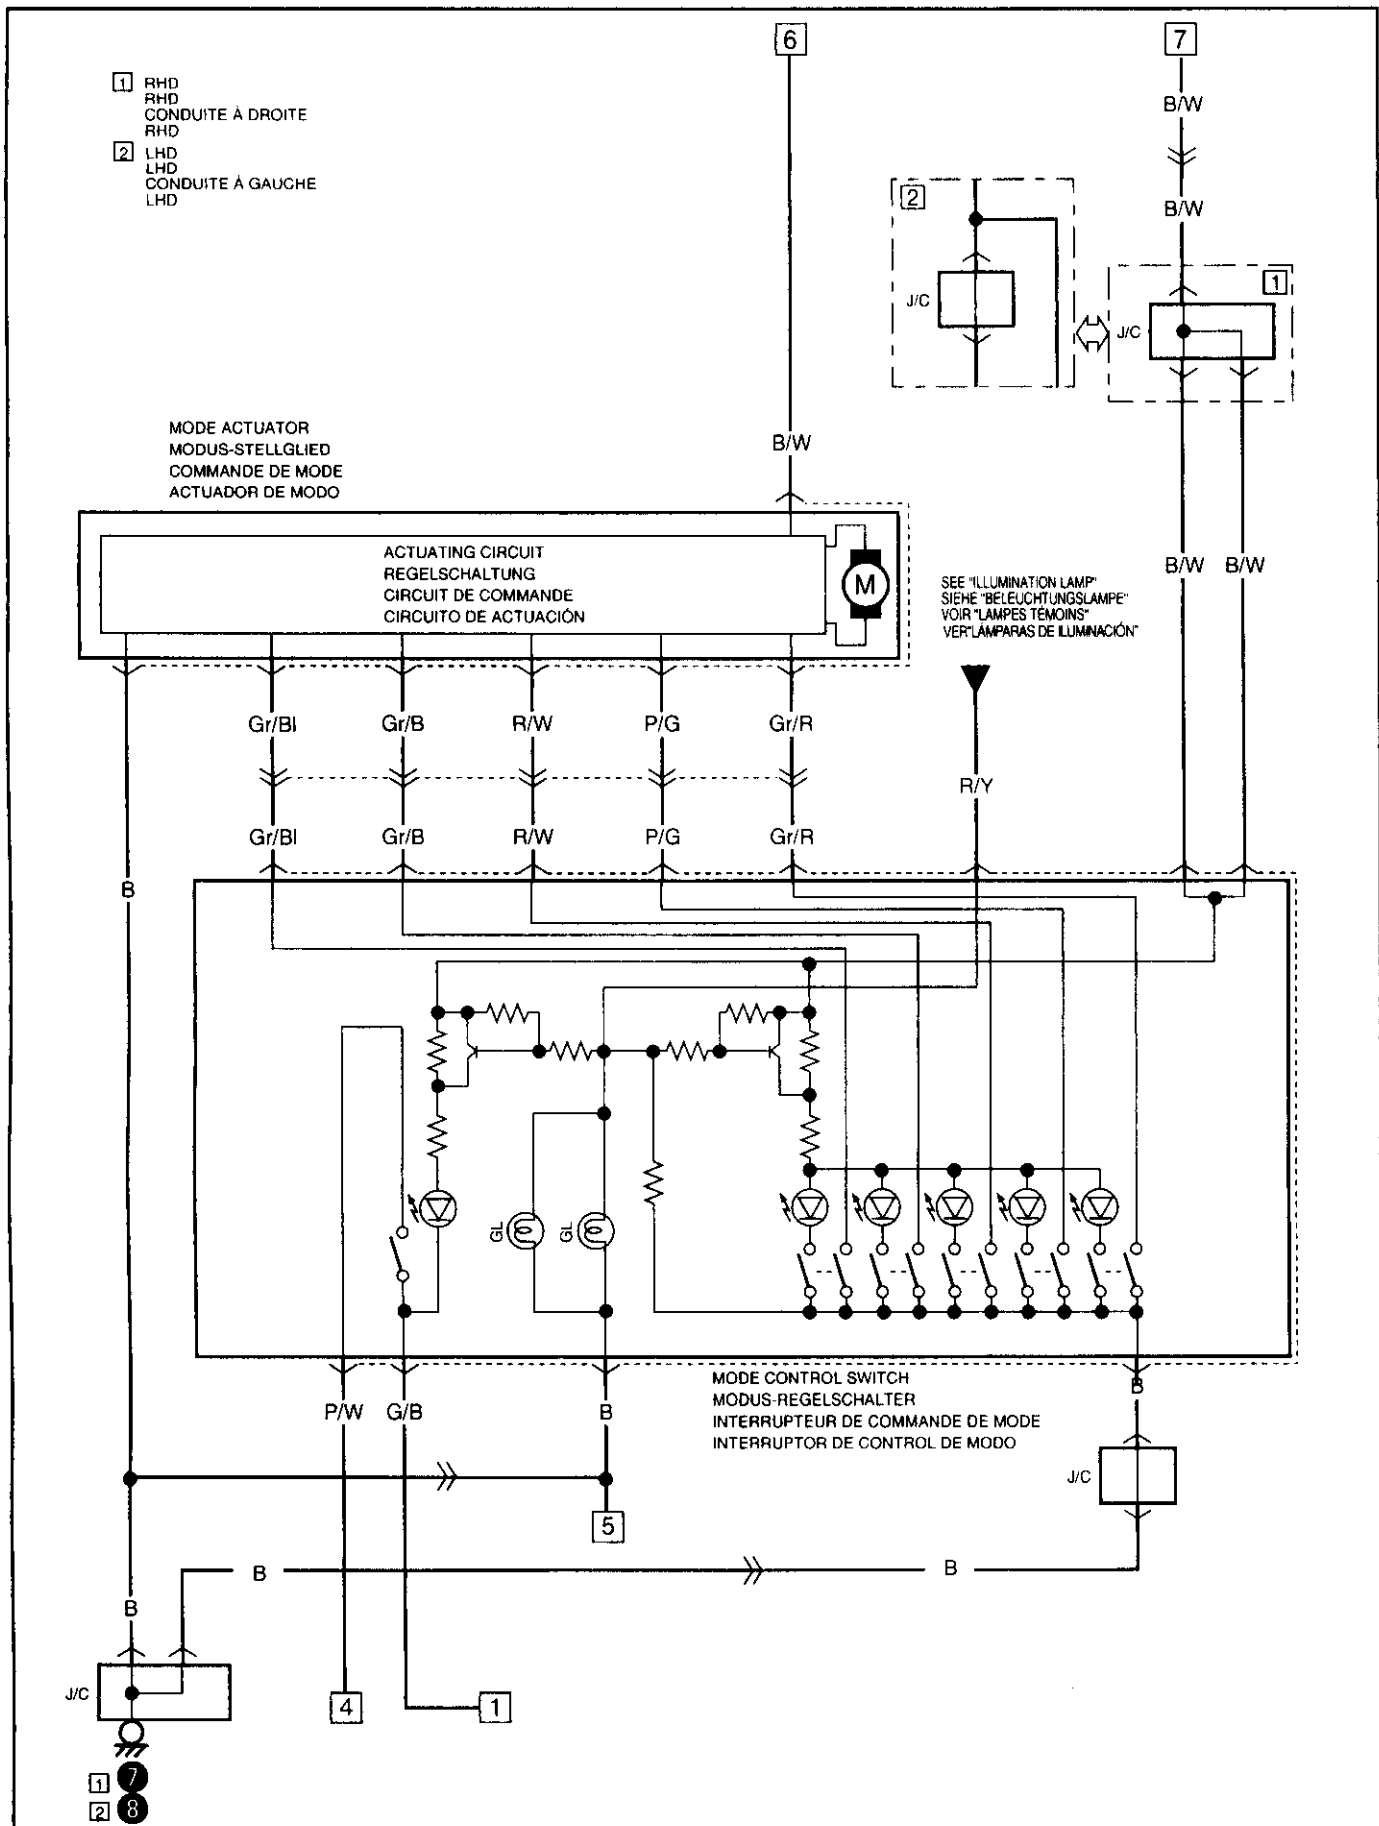 6
7
1 RHD
RHD
CONDUITE À DROITE
RHD
2 LHD
LHD
CONDUITE À GAUCHE
LHD
B/W
B/W
2
1
J/C
J/C
MODE ACTUATOR
MODUS-STELLGLIED
COMMANDE DE MODE
ACTUADOR DE MODO
B/W
ACTUATING CIRCUIT
REGELSCHALTUNG
CIRCUIT DE COMMANDE
CIRCUITO DE ACTUACIÓN
M
B/W B/W
SEE "ILLUMINATION LAMP"
SIEHE "BELEUCHTUNGSLAMPE"
VOIR "LAMPES TÉMOINS"
VER"LÁMPARAS DE ILUMINACIÓN"
Gr/Bl Gr/B R/W P/G Gr/R
R/Y
Gr/Bl Gr/B R/W P/G Gr/R
B
GL GL
MODE CONTROL SWITCH
MODUS-REGELSCHALTER
INTERRUPTEUR DE COMMANDE DE MODE
INTERRUPTOR DE CONTROL DE MODO
B
P/W G/B B
J/C
5
B B
B
J/C
4 1
1 7
2 8